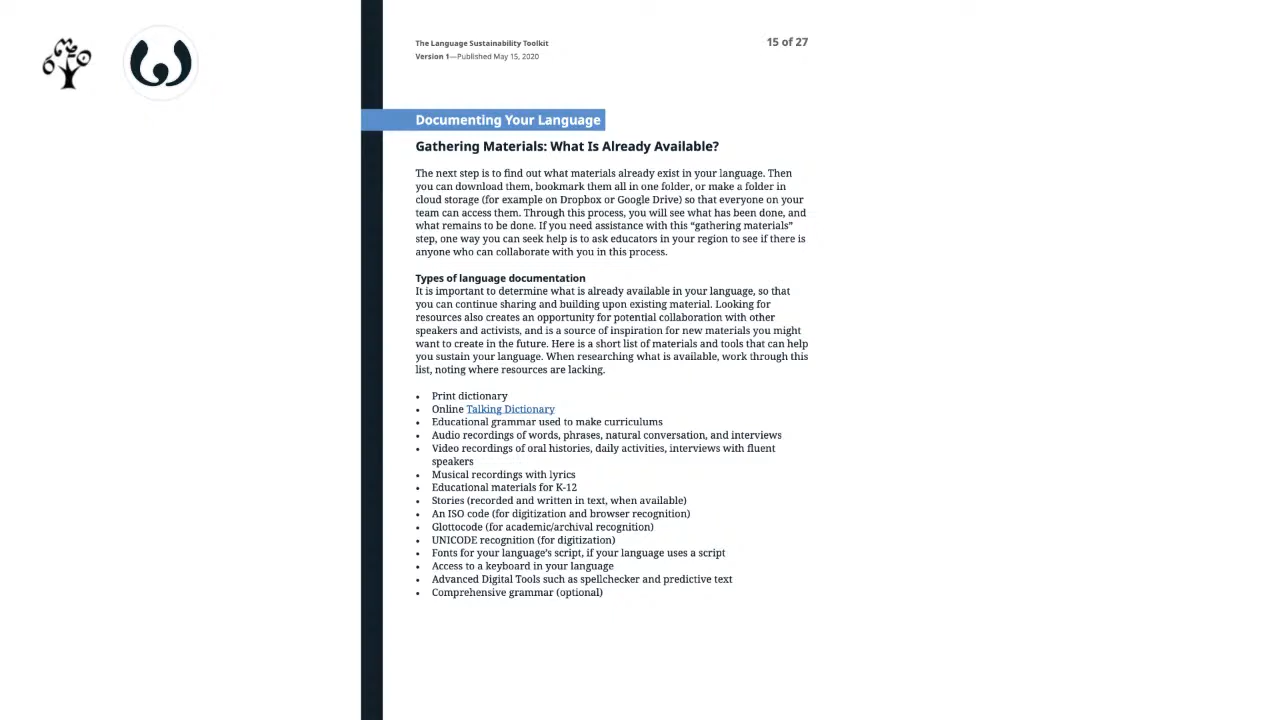 The Language Sustainability Toolkit
15 of 27
Version 1—Published May 15, 2020
Documenting Your Language
Gathering Materials: What Is Already Available?
The next step is to find out what materials already exist in your language. Then
you can download them, bookmark them all in one folder, or make a folder in
cloud storage (for example on Dropbox or Google Drive) so that everyone on your
team can access them. Through this process, you will see what has been done, and
what remains to be done. If you need assistance with this “gathering materials”
step, one way you can seek help is to ask educators in your region to see if there is
anyone who can collaborate with you in this process.
Types of language documentation
It is important to determine what is already available in your language, so that
you can continue sharing and building upon existing material. Looking for
resources also creates an opportunity for potential collaboration with other
speakers and activists, and is a source of inspiration for new materials you might
want to create in the future. Here is a short list of materials and tools that can help
you sustain your language. When researching what is available, work through this
list, noting where resources are lacking.
• Print dictionary
• Online Talking Dictionary
• Educational grammar used to make curriculums
• Audio recordings of words, phrases, natural conversation, and interviews
• Video recordings of oral histories, daily activities, interviews with fluent
speakers
• Musical recordings with lyrics
• Educational materials for K-12
• Stories (recorded and written in text, when available)
• An ISO code (for digitization and browser recognition)
• Glottocode (for academic/archival recognition)
• UNICODE recognition (for digitization)
• Fonts for your language’s script, if your language uses a script
• Access to a keyboard in your language
• Advanced Digital Tools such as spellchecker and predictive text
• Comprehensive grammar (optional)